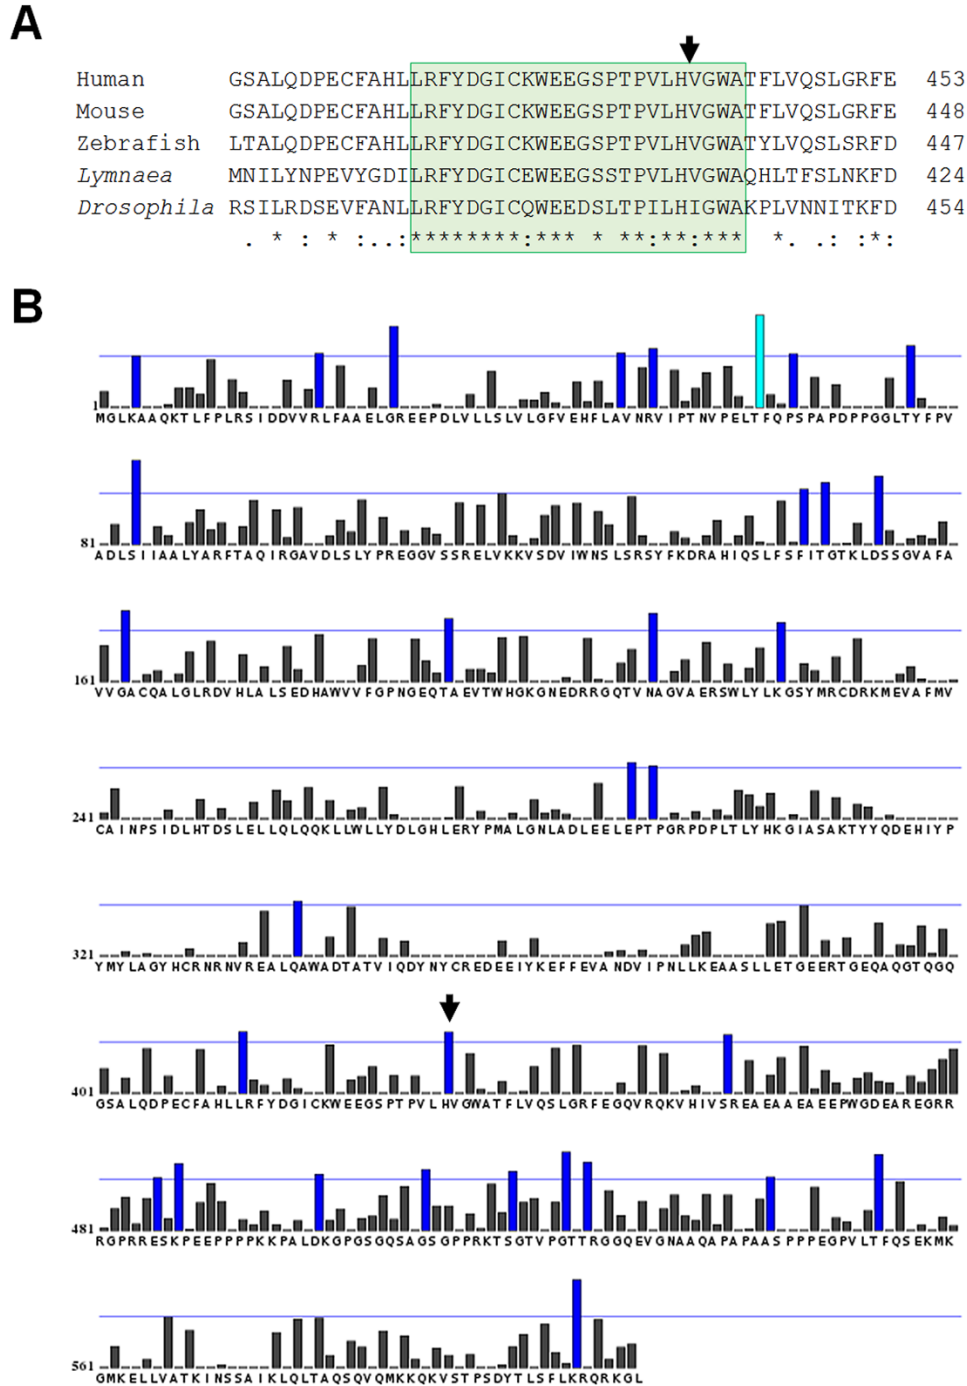 A
Human GSALQDPECFAHLLRFYDGICKWEEGSPTPVLHVGWATFLVQSLGRFE 453
Mouse GSALQDPECFAHLLRFYDGICKWEEGSPTPVLHVGWATFLVQSLGRFE 448
Zebrafish LTALQDPECFAHLLRFYDGICKWEEGSPTPVLHVGWATYLVQSLSRFD 447
Lymnaea MNILYNPEVYGDILRFYDGICEWEEGSSTPVLHVGWAQHLTFSLNKFD 424
Drosophila RSILRDSEVFANLLRFYDGICQWEEDSLTPILHIGWAKPLVNNITKFD 454
. * : * :..:********:*** * **:**:*** *. .: :*:
B
1 MGLKAAQKTLFPLRSIDDVVRLFAAELGREEPDLVLLSLVLGFVEHFLAVNRVIPTNVPELTFQPSPAPDPPGGLTYFPV
81 ADLSIIAALYARFTAQIRGAVDLSLYPREGGVSSRELVKKVSDVIWNSLSRSYFKDRAHIQSLFSFITGTKLDSSGVAFA
161 VVGACQALGLRDVHLALSEDHAWVVFGPNGEQTAEVTWHGKGNEDRRGQTVNAGVAERSWLYLKGSYMRCDRKMEVAFMV
241 CAINPSIDLHTDSLELLQLQQKLLWLLYDLGHLERYPMALGNLADLEELEPTPGRPDPLTLYHKGIASAKTYYQDEHIYP
321 YMYLAGYHCRNRNVREALQAWADTATVIQDYNYCREDEEIYKEFFEVANDVIPNLLKEAASLLETGEERTGEQAQGTQGQ
401 GSALQDPECFAHLLRFYDGICKWEEGSPTPVLHVGWATFLVQSLGRFEGQVRQKVHIVSREAEAAEAEEPWGDEAREGRR
481 RGPRRESKPEEPPPPKKPALDKGPGSGQSAGSGPPRKTSGTVPGTTRGGQEVGNAAQAPAPAASPPPEGPVLTFQSEKMK
561 GMKELLVATKINSSAIKLQLTAQSQVQMKKQKVSTPSDYTLSFLKRQRKGL